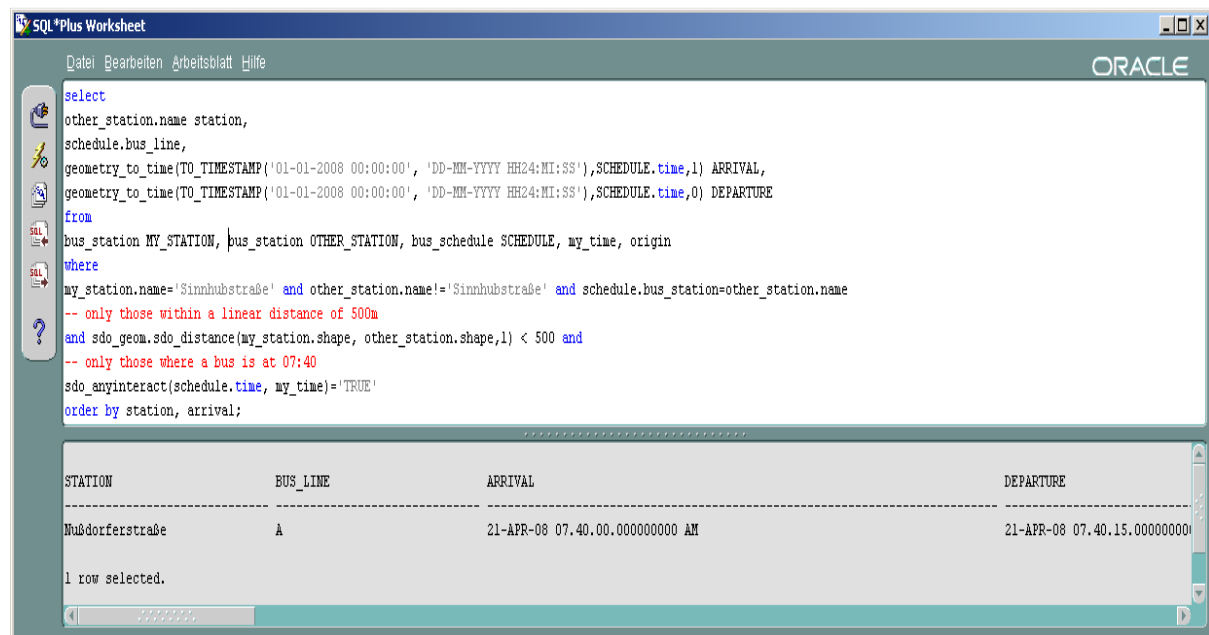 SQL*Plus Worksheet
Datei Bearbeiten Arbeitsblatt Hilfe
ORACLE
select
other_station.name station,
schedule.bus_line,
geometry_to_time(TO_TIMESTAMP('01-01-2008 00:00:00', 'DD-MM-YYYY HH24:MI:SS'),SCHEDULE.time,1) ARRIVAL,
geometry_to_time(TO_TIMESTAMP('01-01-2008 00:00:00', 'DD-MM-YYYY HH24:MI:SS'),SCHEDULE.time,0) DEPARTURE
from
bus_station MY_STATION, bus_station OTHER_STATION, bus_schedule SCHEDULE, my_time, origin
where
my_station.name='Sinnhubstraße' and other_station.name!='Sinnhubstraße' and schedule.bus_station=other_station.name
-- only those within a linear distance of 500m
and sdo_geom.sdo_distance(my_station.shape, other_station.shape,1) < 500 and
-- only those where a bus is at 07:40
sdo_anyinteract(schedule.time, my_time)='TRUE'
order by station, arrival;
STATION BUS_LINE ARRIVAL DEPARTURE
Nußdorferstraße A 21-APR-08 07.40.00.000000000 AM 21-APR-08 07.40.15.00000000
1 row selected.